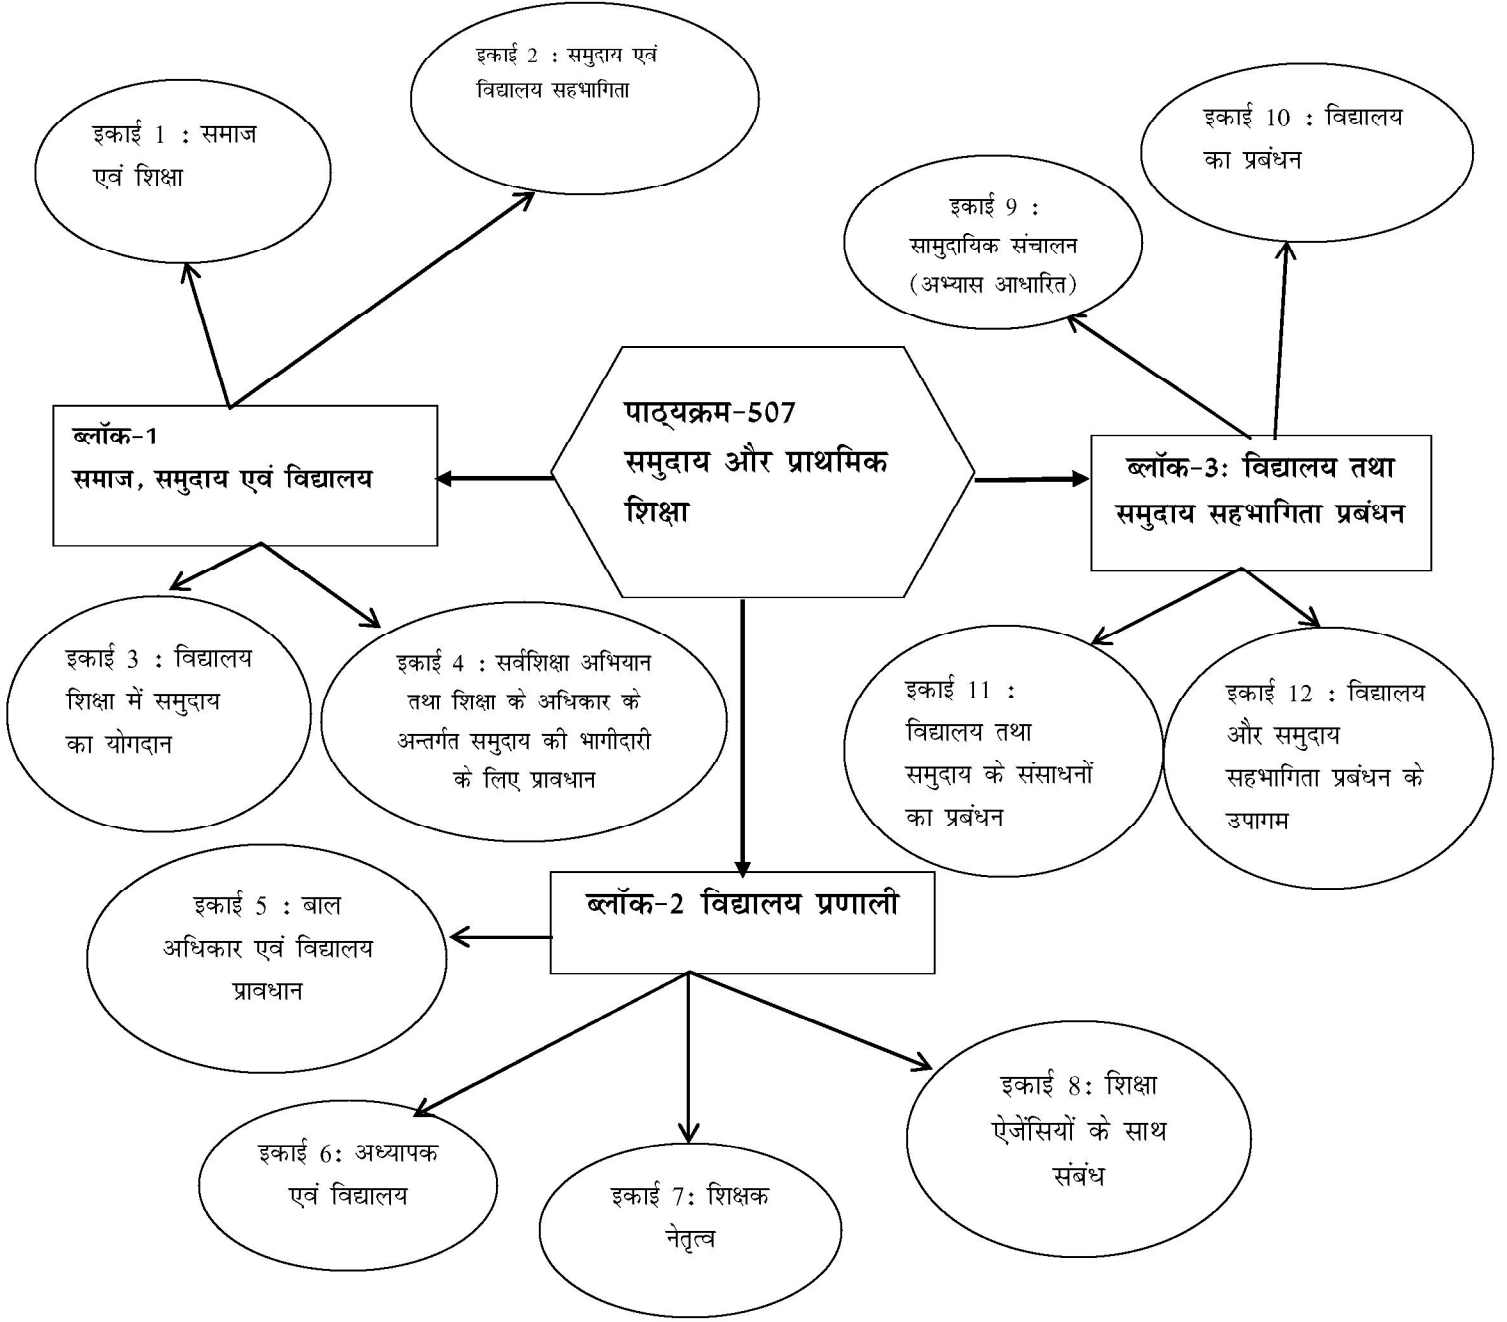 इकाई 1 : समाज
एवं शिक्षा
इकाई 2 : समुदाय एवं
विद्यालय सहभागिता
इकाई 9 :
सामुदायिक संचालन
(अभ्यास आधारित)
इकाई 10 : विद्यालय
का प्रबंधन
ब्लॉक-1
समाज, समुदाय एवं विद्यालय
पाठ्यक्रम-507
समुदाय और प्राथमिक
शिक्षा
ब्लॉक-3: विद्यालय तथा
समुदाय सहभागिता प्रबंधन
इकाई 3 : विद्यालय
शिक्षा में समुदाय
का योगदान
इकाई 4 : सर्वशिक्षा अभियान
तथा शिक्षा के अधिकार के
अन्तर्गत समुदाय की भागीदारी
के लिए प्रावधान
इकाई 11 :
विद्यालय तथा
समुदाय के संसाधनों
का प्रबंधन
इकाई 12 : विद्यालय
और समुदाय
सहभागिता प्रबंधन के
उपागम
ब्लॉक-2 विद्यालय प्रणाली
इकाई 5 : बाल
अधिकार एवं विद्यालय
प्रावधान
इकाई 6: अध्यापक
एवं विद्यालय
इकाई 7: शिक्षक
नेतृत्व
इकाई 8: शिक्षा
ऐजेंसियों के साथ
संबंध